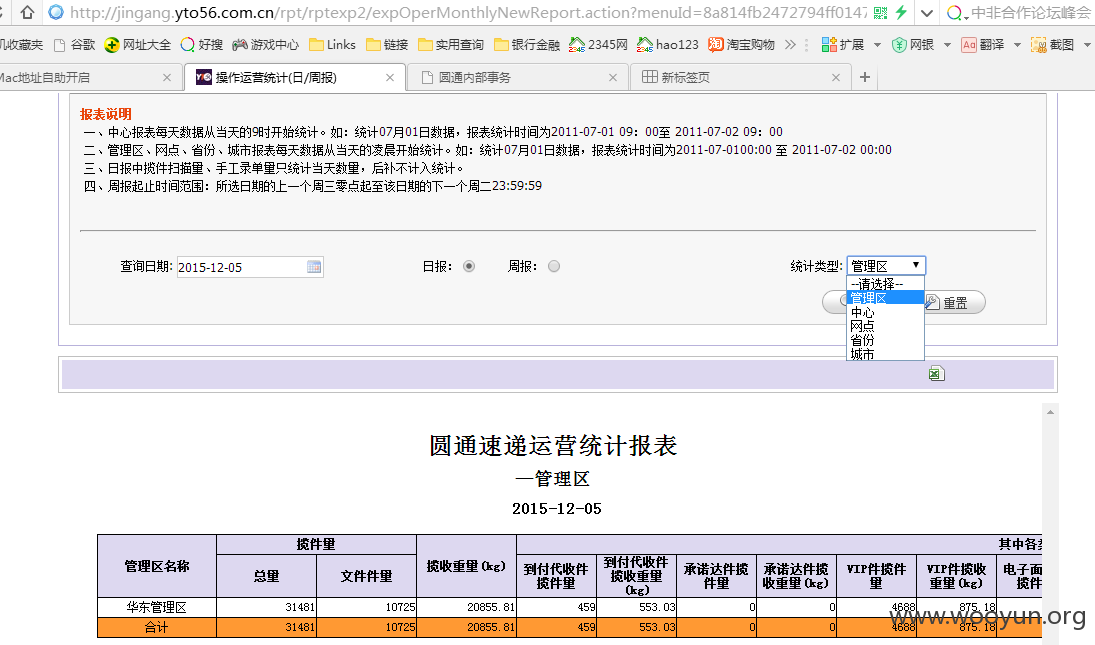 http://jingang.yto56.com.cn/rpt/rptexp2/expOperMonthlyNewReport.action?menuId=8a814fb2472794ff0147 中非合作论坛峰会
机收藏夹 谷歌 网址大全 好搜 游戏中心 Links 链接 实用查询 银行金融 2345网 hao123 淘宝购物 扩展 网银 翻译 截图
Mac地址自助开启 操作运营统计(日/周报) 圆通内部事务 新标签页
报表说明
一、中心报表每天数据从当天的9时开始统计。如：统计07月01日数据，报表统计时间为2011-07-01 09：00至 2011-07-02 09：00
二、管理区、网点、省份、城市报表每天数据从当天的凌晨开始统计。如：统计07月01日数据，报表统计时间为2011-07-0100:00 至 2011-07-02 00:00
三、日报中揽件扫描量、手工录单量只统计当天数量，后补不计入统计。
四、周报起止时间范围：所选日期的上一个周三零点起至该日期的下一个周二23:59:59
查询日期: 2015-12-05 日报： 周报： 统计类型: 管理区
--请选择--
管理区
中心
网点
省份
城市
重置
圆通速递运营统计报表
—管理区
2015-12-05
管理区名称 揽件量 揽收重量(kg) 其中各类
总量 文件件量 到付代收件揽件量 到付代收件揽收重量(kg) 承诺达件揽件量 承诺达件揽收重量(kg) VIP件揽件量 VIP件揽收重量(kg) 电子面 揽件
华东管理区 31481 10725 20855.81 459 553.03 0 0 4688 875.18
合计 31481 10725 20855.81 459 553.03 0 0 4688 875.18
www.wooyun.org